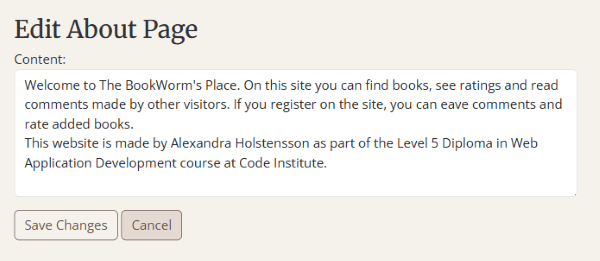 Edit About Page
Content:
Welcome to The BookWorm's Place. On this site you can find books, see ratings and read
comments made by other visitors. If you register on the site, you can eave comments and
rate added books.
This website is made by Alexandra Holstensson as part of the Level 5 Diploma in Web
Application Development course at Code Institute.
Save Changes Cancel